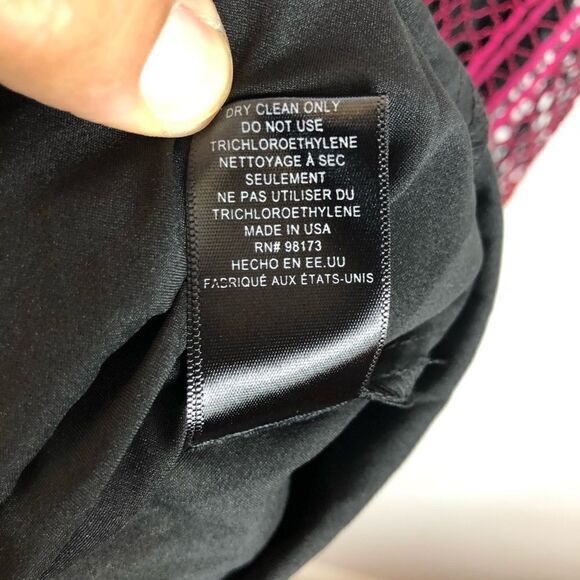 DRY CLEAN ONLY
DO NOT USE
TRICHLOROETHYLENE
NETTOYAGE À SEC
SEULEMENT
NE PAS UTILISER DU
TRICHLOROETHYLENE
MADE IN USA
RN# 98173
HECHO EN EE.UU
FABRIQUÉ AUX ÉTATS-UNIS